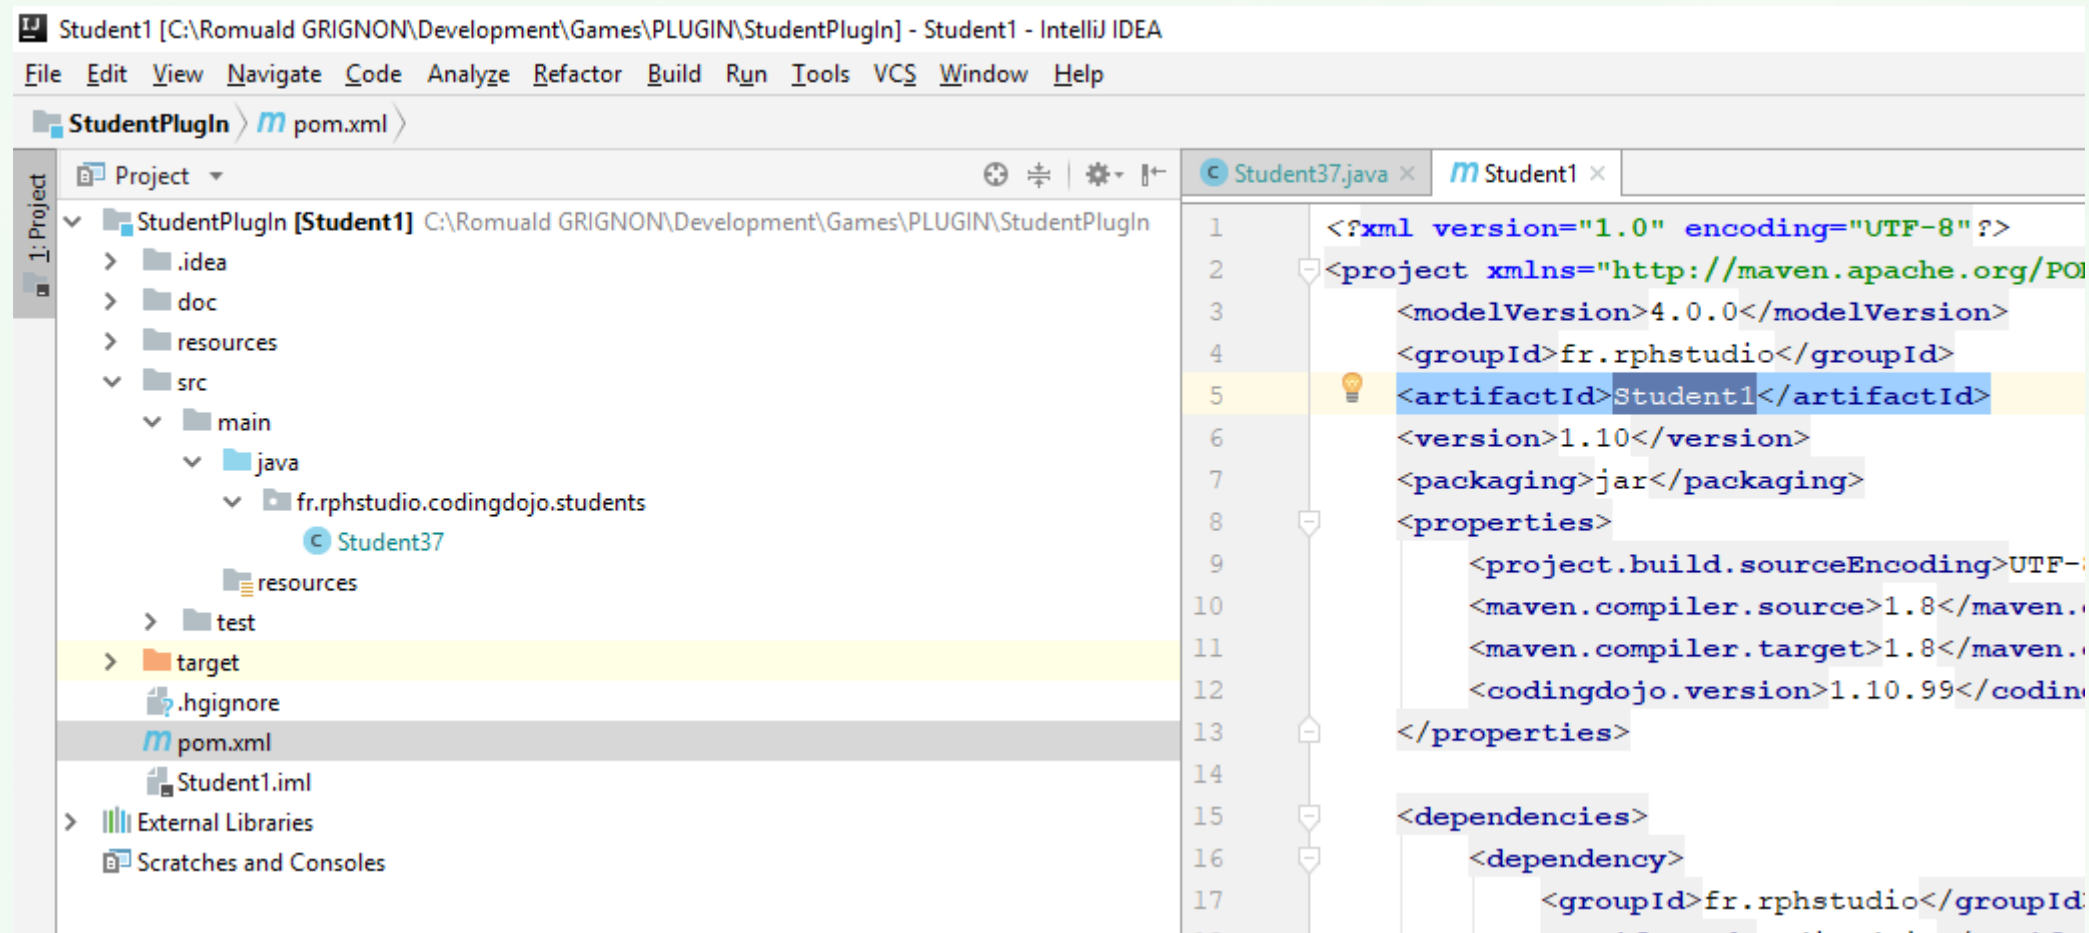 Student1 [C:\Romuald GRIGNON\Development\Games\PLUGIN\StudentPlugIn] - Student1 - IntelliJ IDEA
File Edit View Navigate Code Analyze Refactor Build Run Tools VCS Window Help
StudentPlugIn pom.xml
1: Project
Project
StudentPlugIn [Student1] C:\Romuald GRIGNON\Development\Games\PLUGIN\StudentPlugIn
.idea
doc
resources
src
main
java
fr.rphstudio.codingdojo.students
Student37
resources
test
target
.hgignore
pom.xml
Student1.iml
External Libraries
Scratches and Consoles
Student37.java Student1
1 <?xml version="1.0" encoding="UTF-8"?>
2 <project xmlns="http://maven.apache.org/PO
3 <modelVersion>4.0.0</modelVersion>
4 <groupId>fr.rphstudio</groupId>
5 <artifactId>Student1</artifactId>
6 <version>1.10</version>
7 <packaging>jar</packaging>
8 <properties>
9 <project.build.sourceEncoding>UTF-
10 <maven.compiler.source>1.8</maven.
11 <maven.compiler.target>1.8</maven.
12 <codingdojo.version>1.10.99</codin
13 </properties>
14
15 <dependencies>
16 <dependency>
17 <groupId>fr.rphstudio</groupId